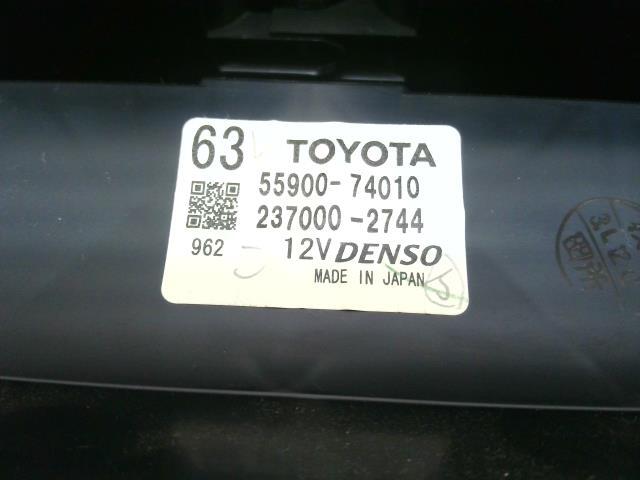 63 TOYOTA
55900-74010
237000-2744
962 12V DENSO
MADE IN JAPAN